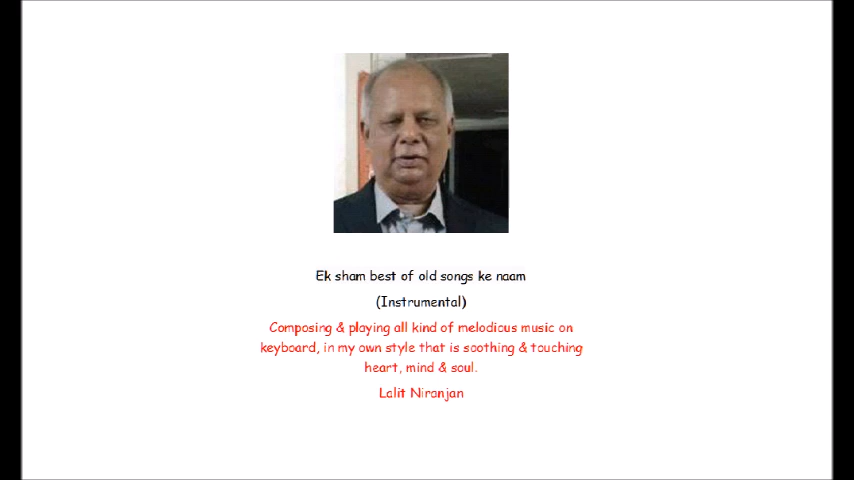 Ek sham best of old songs ke naam
(Instrumental)
Composing & playing all kind of melodious music on
keyboard, in my own style that is soothing & touching
heart, mind & soul.
Lalit Niranjan